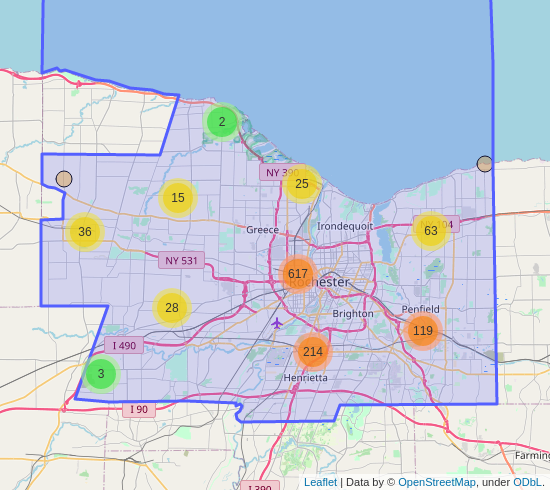 2
NY 390
25
15
NY 104
63
36
Greece
Irondequoit
NY 531
617
Rochester
28
Brighton
Penfield
119
I 490
214
3
Henrietta
I 90
Farming
I 390
Leaflet | Data by © OpenStreetMap, under ODbL.